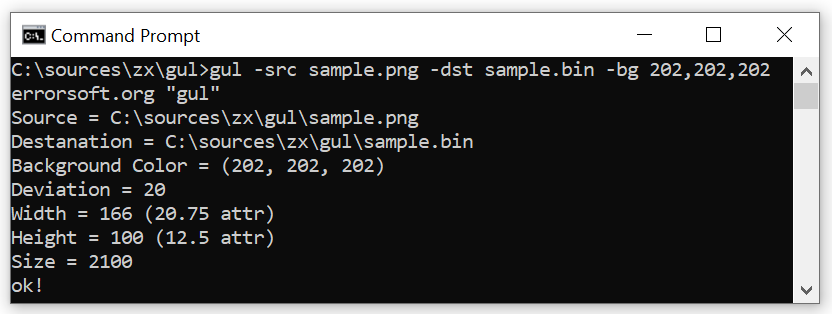 Command Prompt
C:\sources\zx\gul>gul -src sample.png -dst sample.bin -bg 202,202,202
errorsoft.org "gul"
Source = C:\sources\zx\gul\sample.png
Destanation = C:\sources\zx\gul\sample.bin
Background Color = (202, 202, 202)
Deviation = 20
Width = 166 (20.75 attr)
Height = 100 (12.5 attr)
Size = 2100
ok!